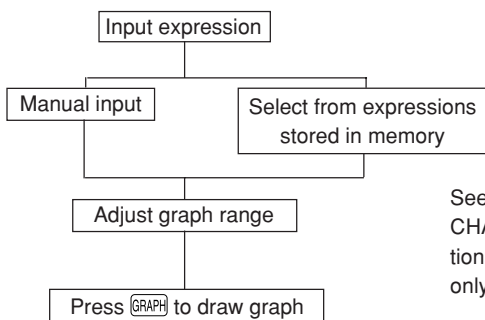 Input expression
Manual input
Select from expressions
stored in memory
Adjust graph range
Press GRAPH to draw graph
See
CHA
tion
only